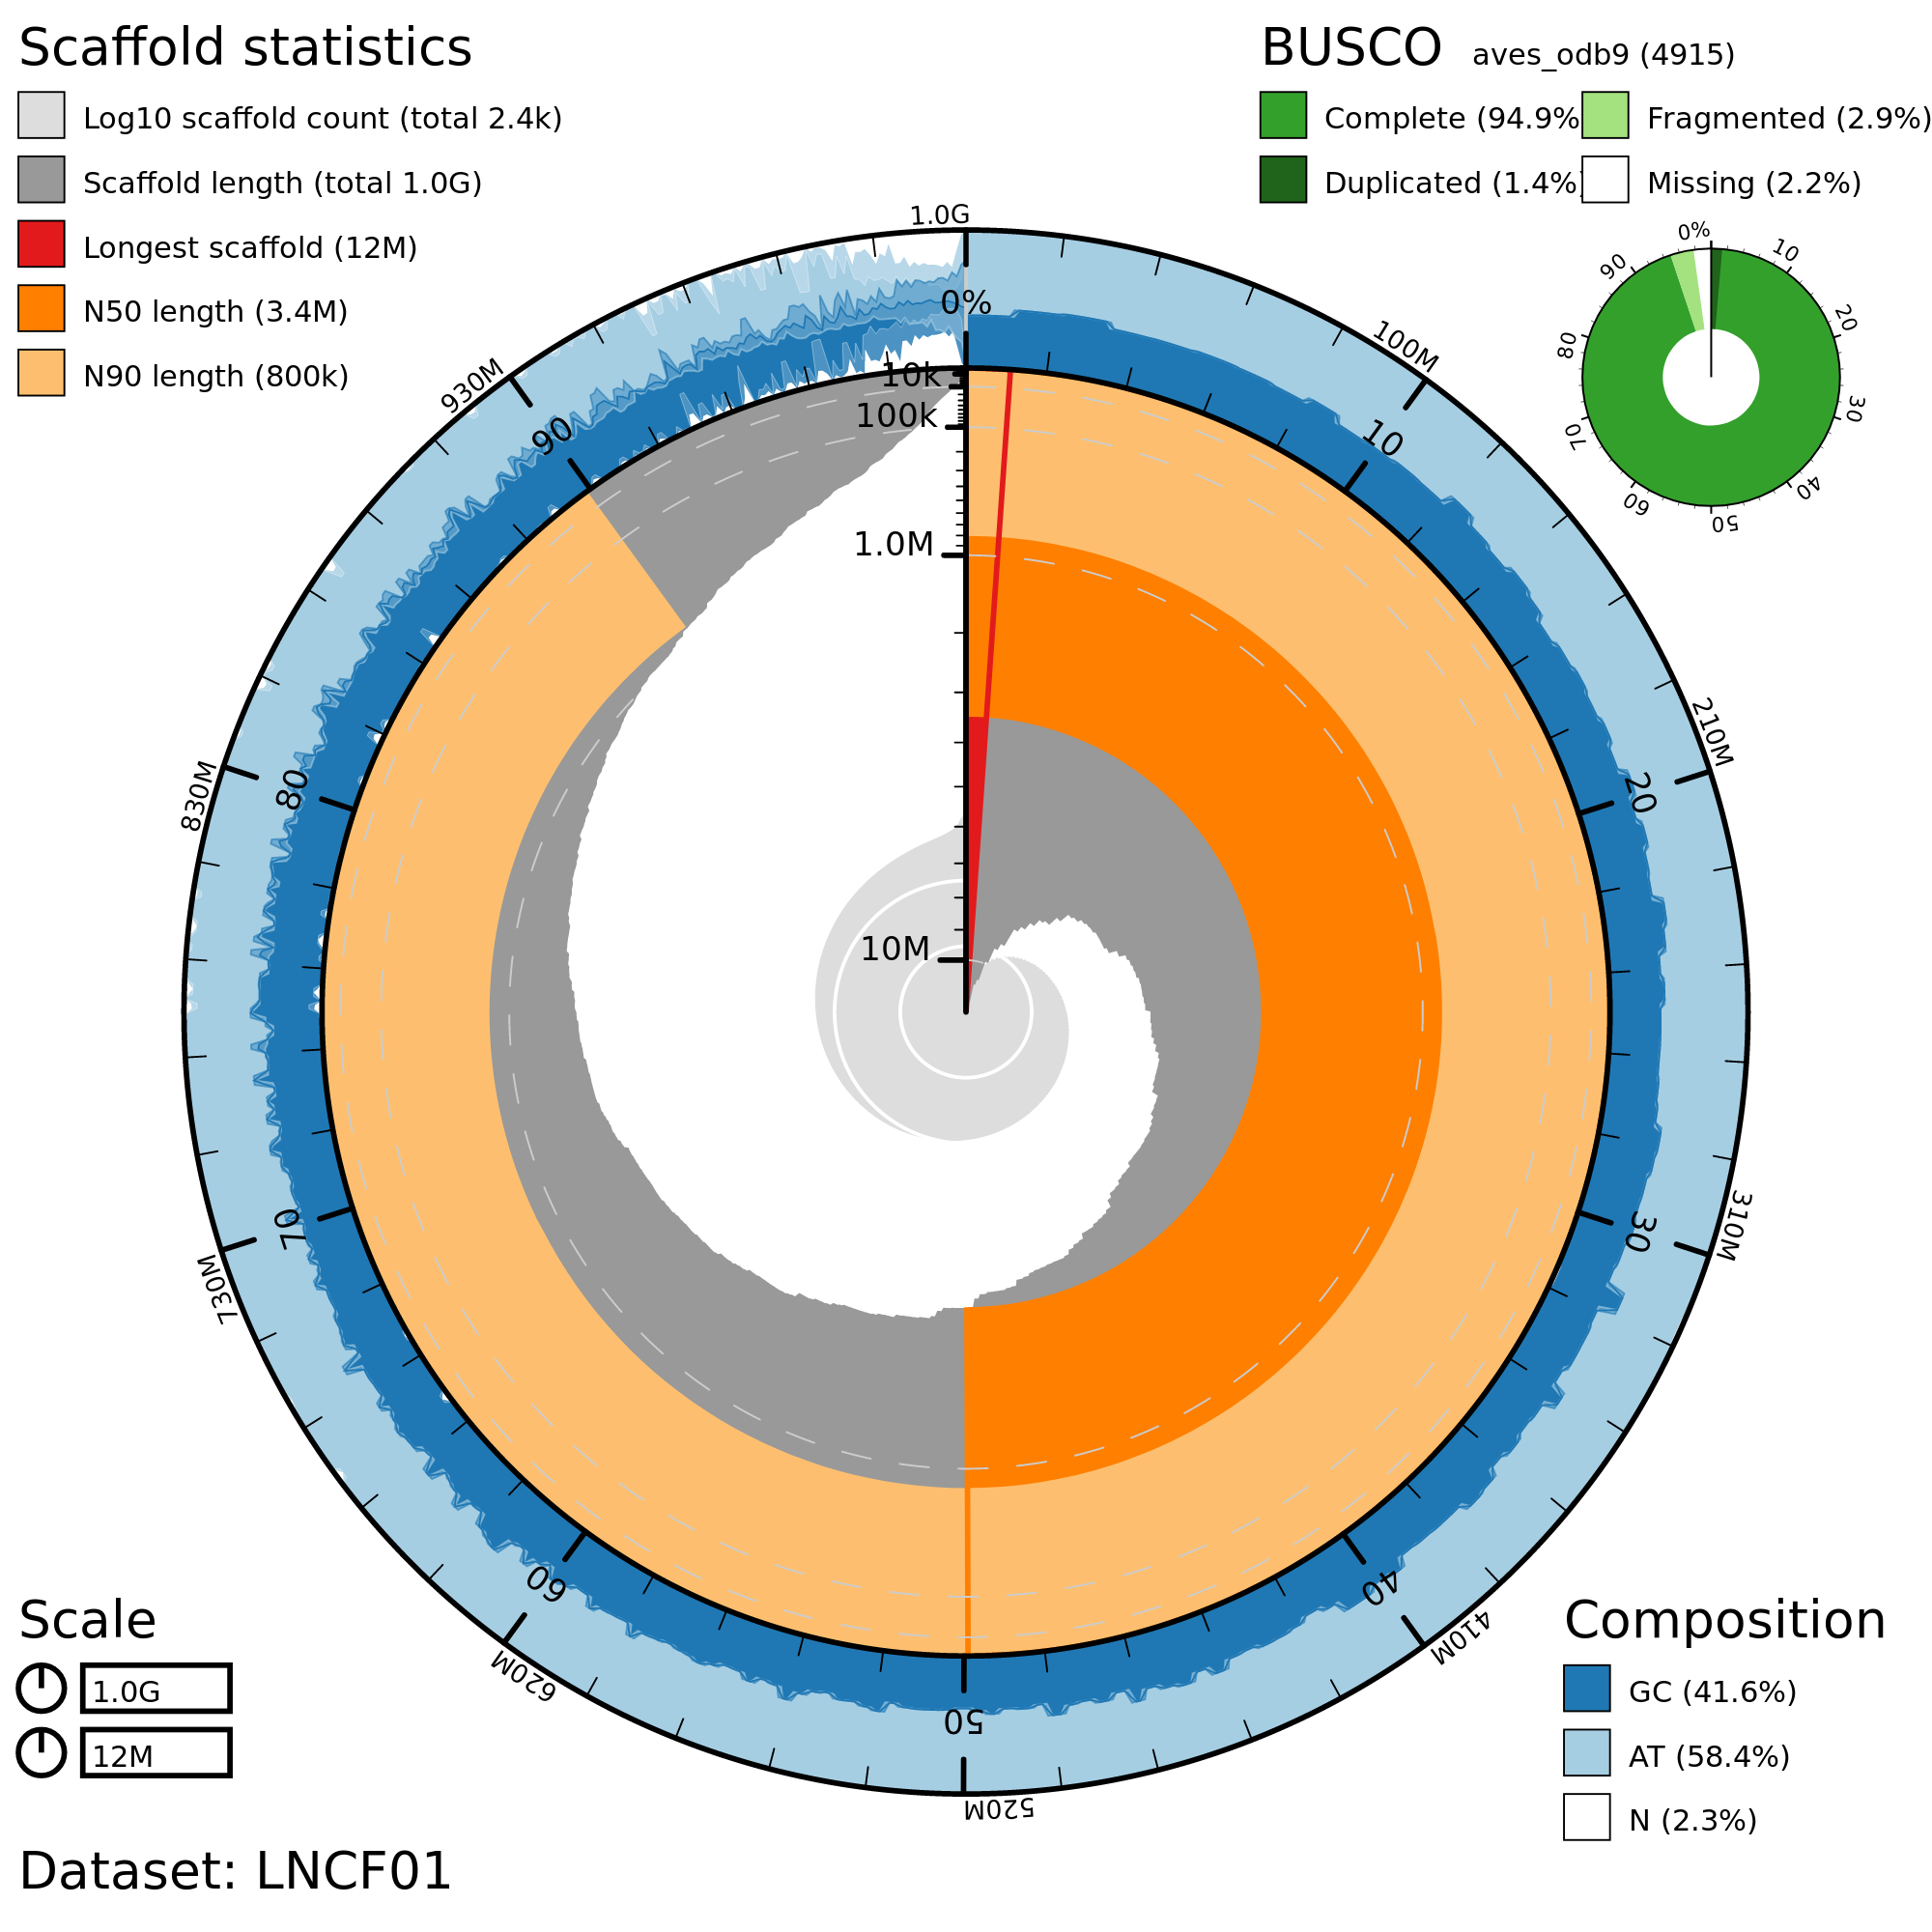 Scaffold statistics
Log10 scaffold count (total 2.4k)
Scaffold length (total 1.0G)
Longest scaffold (12M)
N50 length (3.4M)
N90 length (800k)
BUSCO aves_odb9 (4915)
Complete (94.9% Fragmented (2.9%)
Duplicated (1.4%) Missing (2.2%)
0%
10
20
30
40
50
60
70
80
90
1.0G
100M
210M
310M
410M
520M
620M
730M
830M
930M
0%
10
20
30
40
50
60
70
80
90
10k
100k
1.0M
10M
Scale
1.0G
12M
Composition
GC (41.6%)
AT (58.4%)
N (2.3%)
Dataset: LNCF01